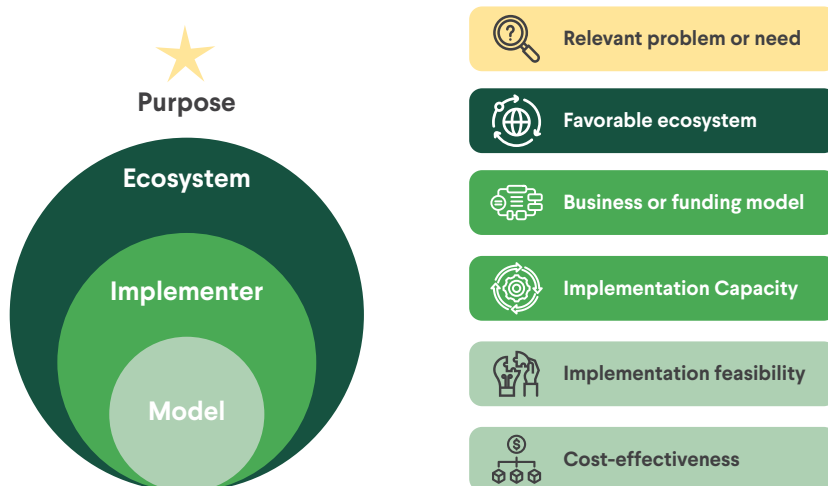 Purpose
Ecosystem
Implementer
Model
? Relevant problem or need
Favorable ecosystem
Business or funding model
Implementation Capacity
Implementation feasibility
$ Cost-effectiveness